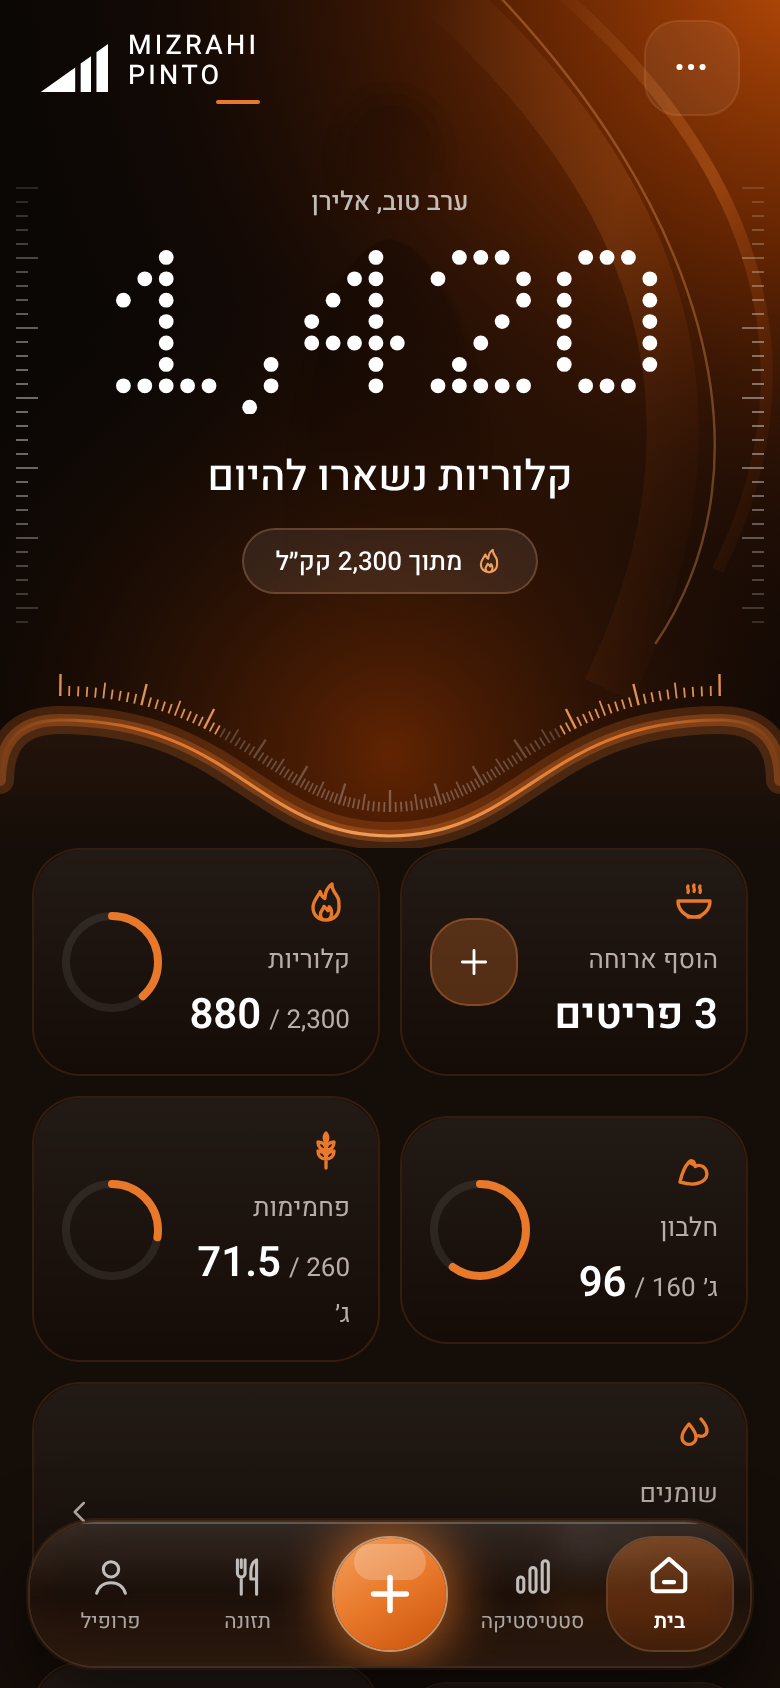 MIZRAHI
PINTO
ערב טוב, אלירן
1,420
קלוריות נשארו להיום
מתוך 2,300 קק״ל
הוסף ארוחה
3 פריטים
קלוריות
880 / 2,300
חלבון
96 / 160 ג׳
פחמימות
71.5 / 260
ג׳
שומנים
בית
סטטיסטיקה
תזונה
פרופיל